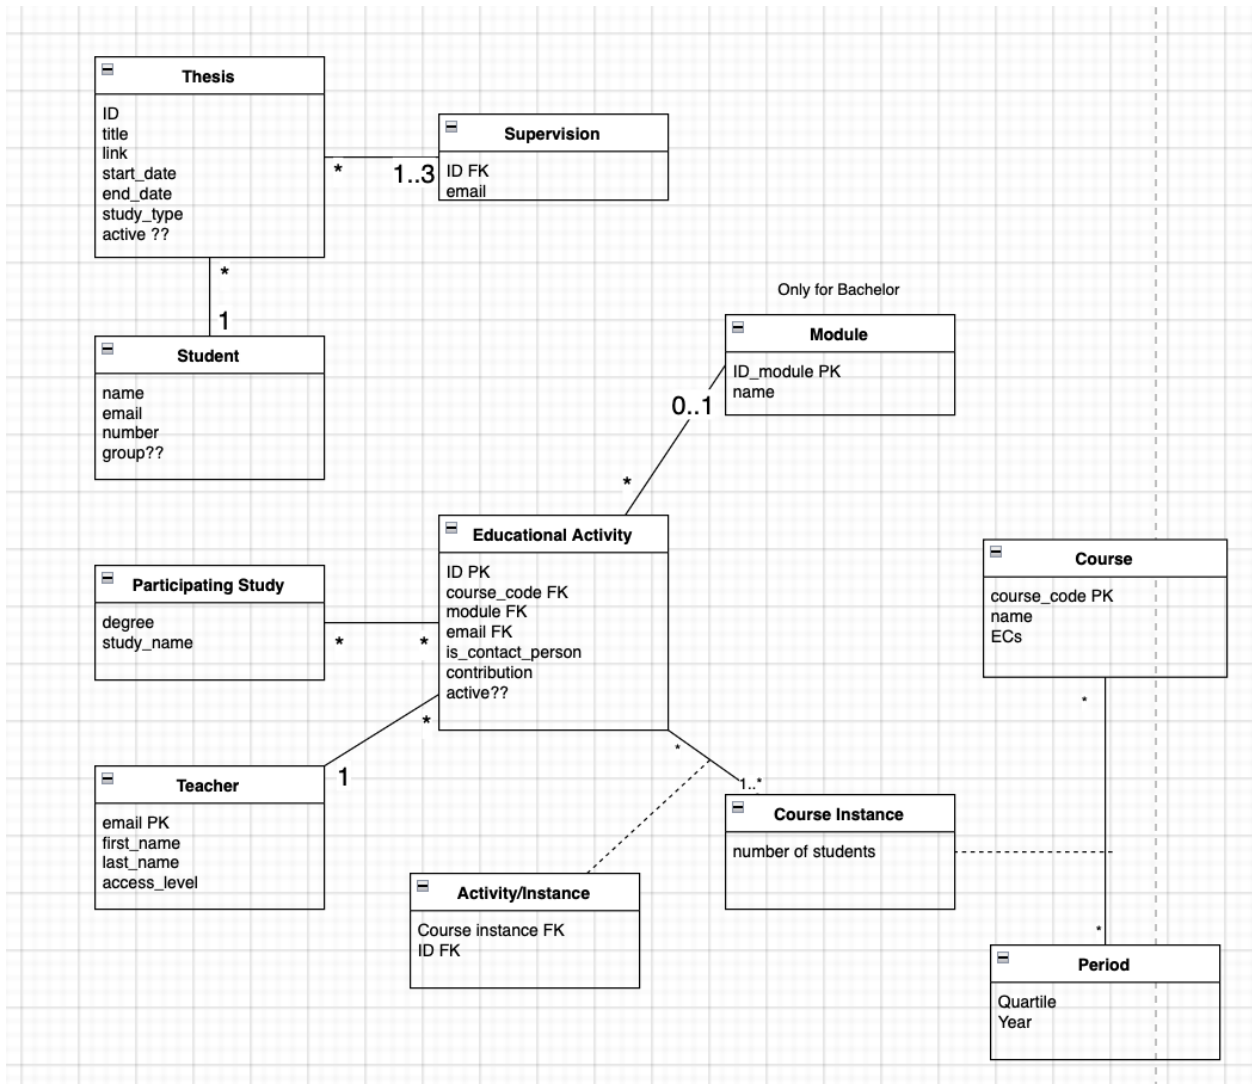 Thesis
ID
title
link
start_date
end_date
study_type
active ??
*
1..3
Supervision
ID FK
email
*
1
Student
name
email
number
group??
Only for Bachelor
Module
ID_module PK
name
0..1
*
Educational Activity
ID PK
course_code FK
module FK
email FK
is_contact_person
contribution
active??
Participating Study
degree
study_name
*
*
Course
course_code PK
name
ECs
*
*
1
Teacher
email PK
first_name
last_name
access_level
*
1..*
Course Instance
number of students
Activity/Instance
Course instance FK
ID FK
*
Period
Quartile
Year